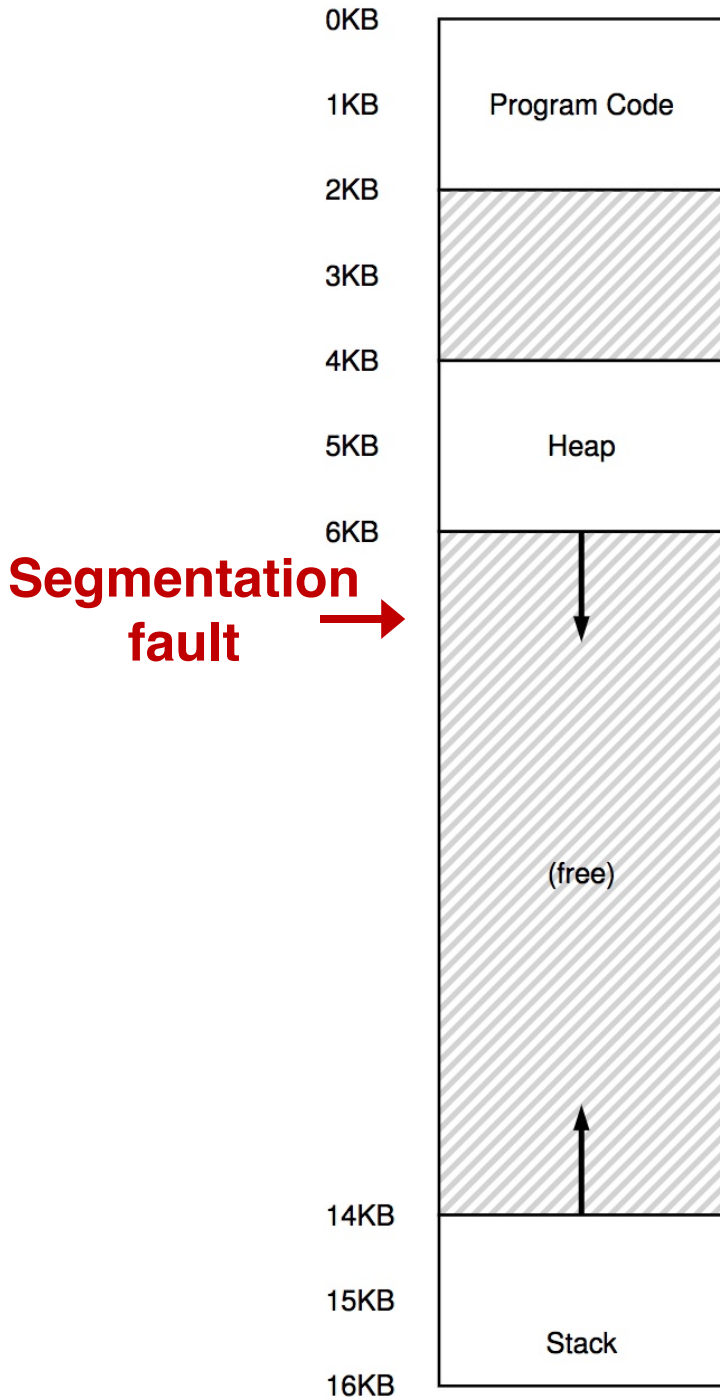 0KB
1KB
Program Code
2KB
3KB
4KB
5KB
Heap
6KB
Segmentation
fault
(free)
14KB
15KB
Stack
16KB